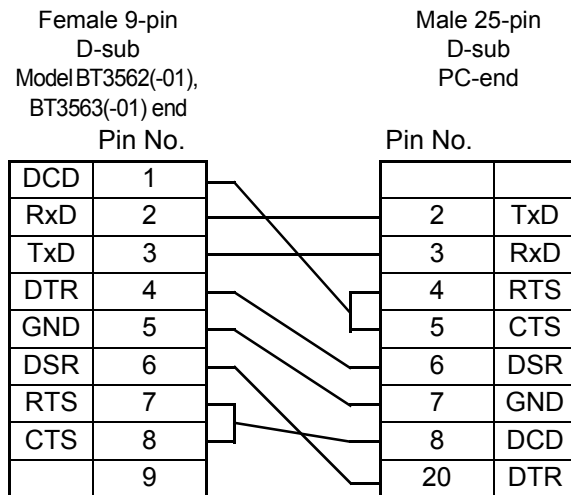 Female 9-pin
D-sub
Model BT3562(-01),
BT3563(-01) end
Male 25-pin
D-sub
PC-end
Pin No.
Pin No.
DCD 1
RxD 2 2 TxD
TxD 3 3 RxD
DTR 4 4 RTS
GND 5 5 CTS
DSR 6 6 DSR
RTS 7 7 GND
CTS 8 8 DCD
9 20 DTR